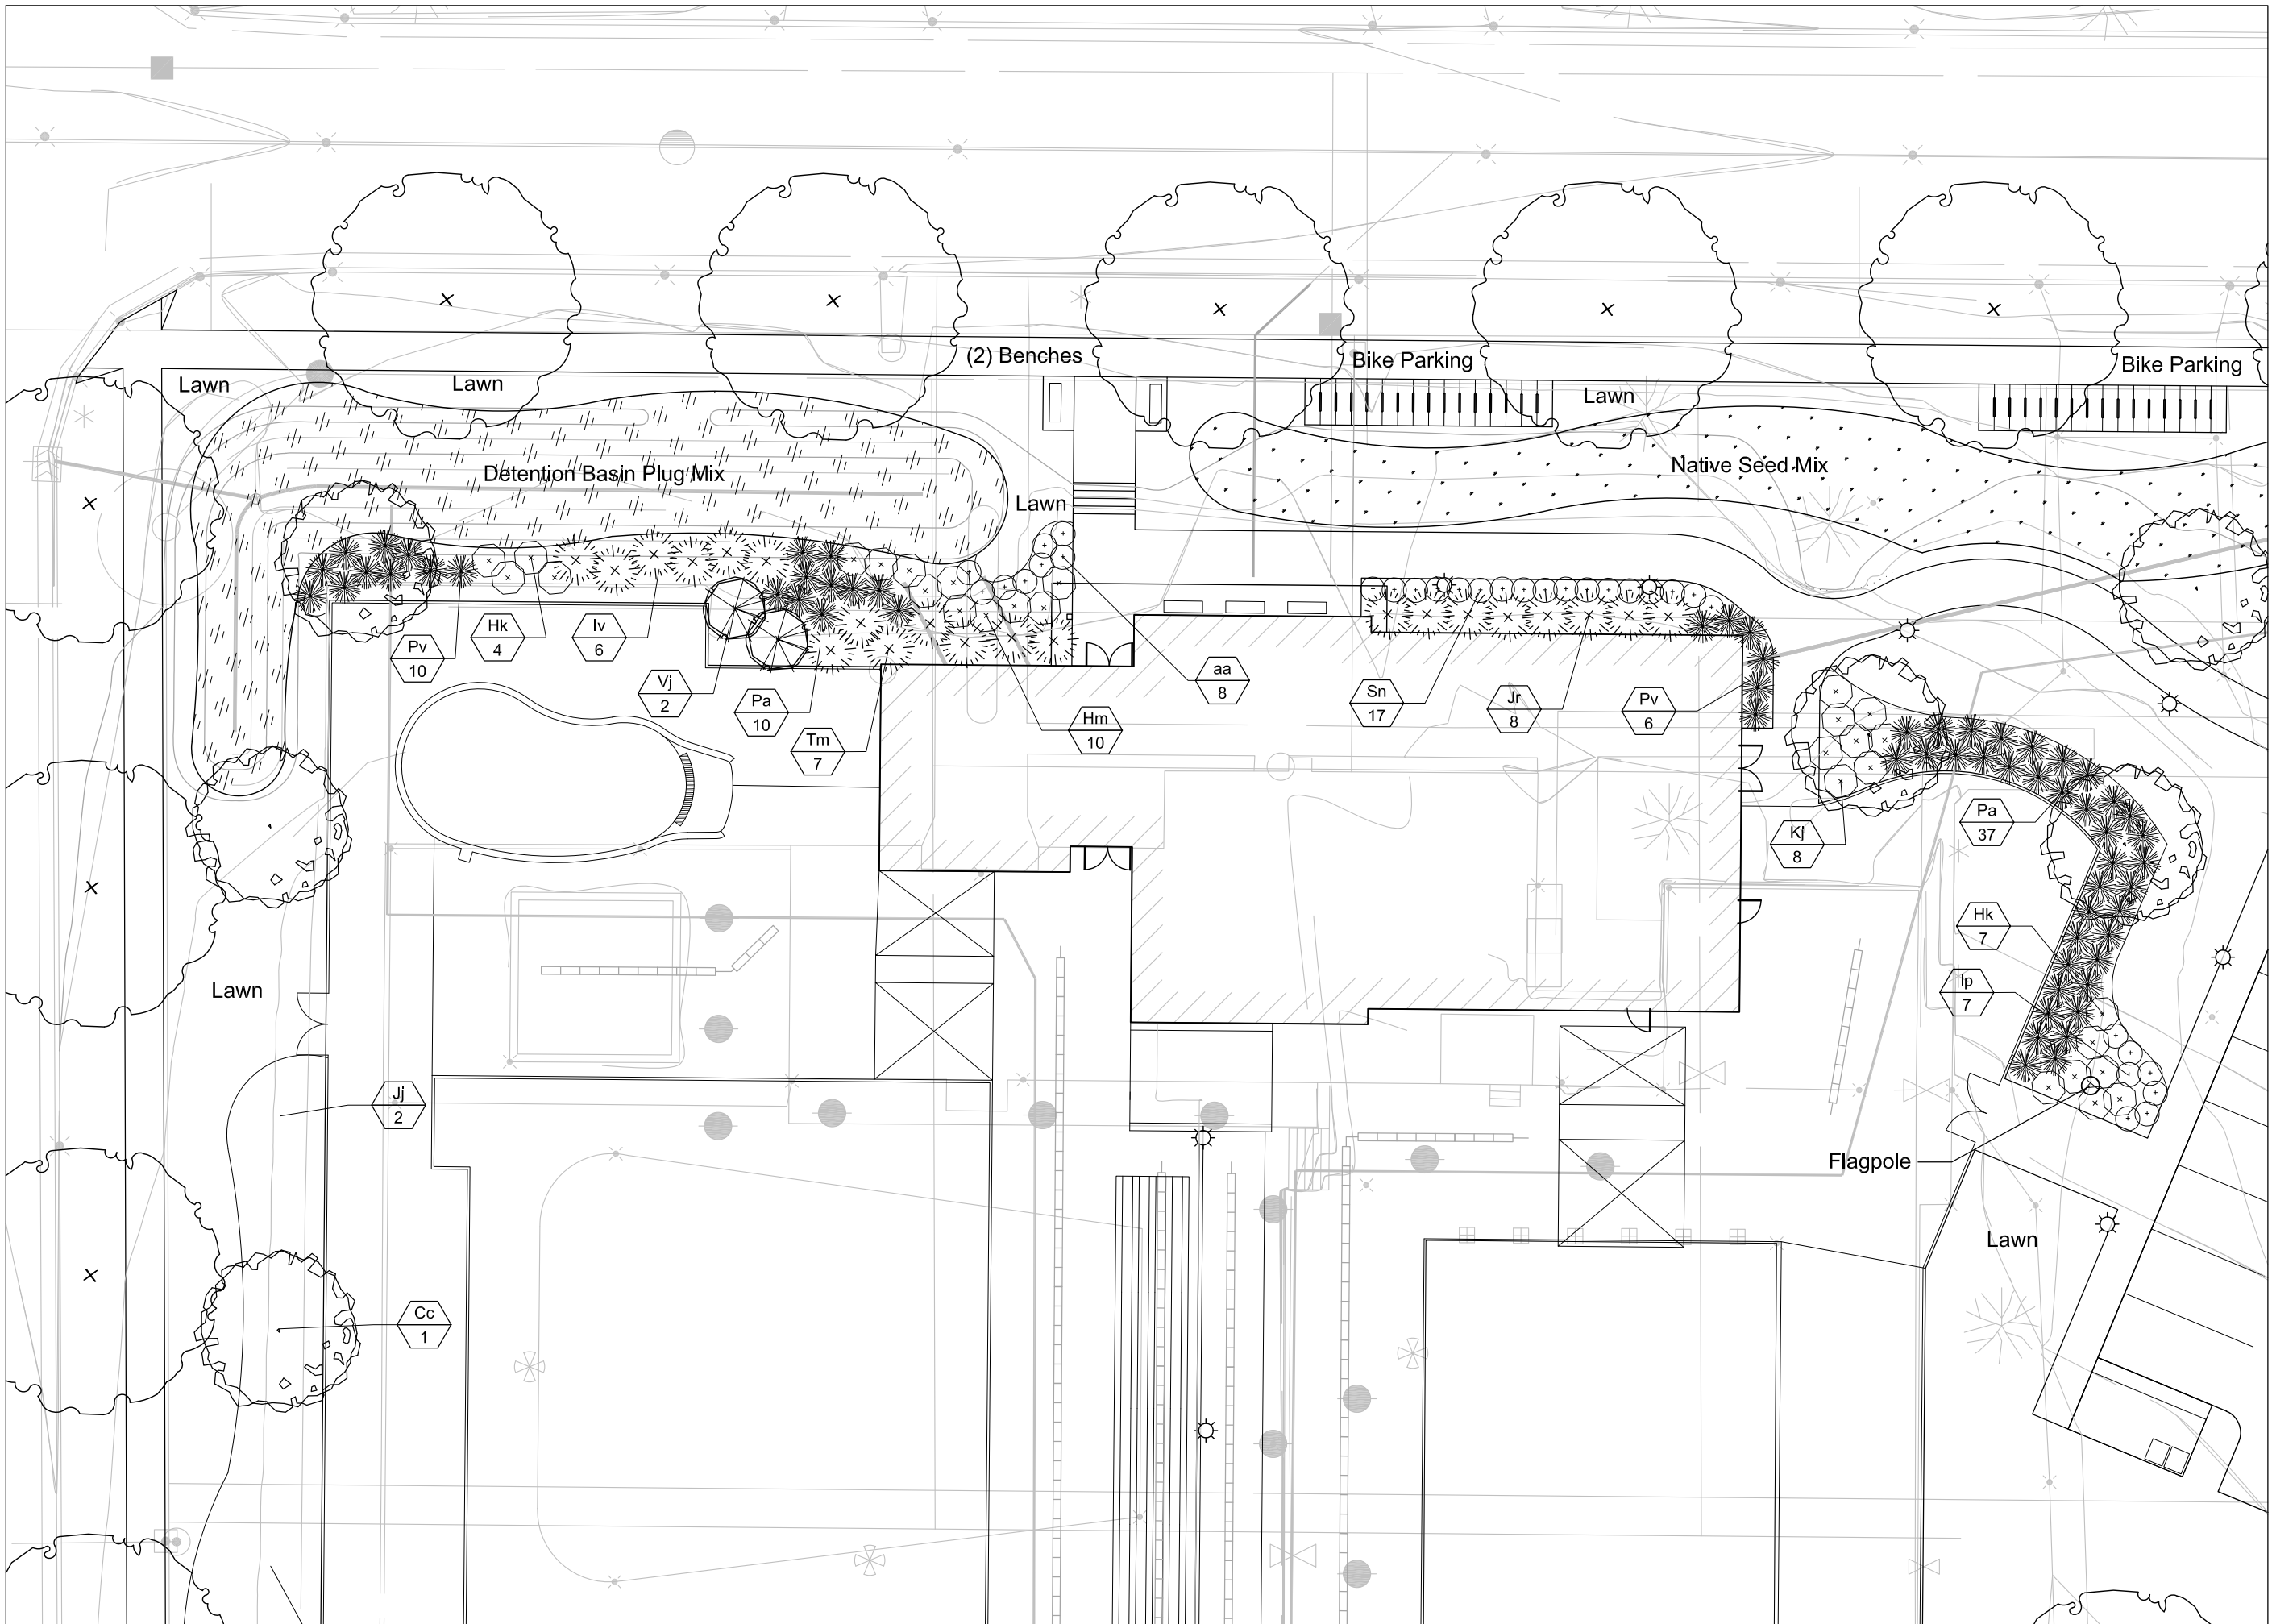 (2) Benches
Bike Parking
Bike Parking
Lawn
Lawn
Lawn
Detention Basin Plug Mix
Native Seed Mix
Lawn
Pv
10
Hk
4
Iv
6
Vj
2
Pa
10
Tm
7
Hm
10
aa
8
Sn
17
Jr
8
Pv
6
Kj
8
Pa
37
Hk
7
Ip
7
Lawn
Jj
2
Flagpole
Lawn
Cc
1